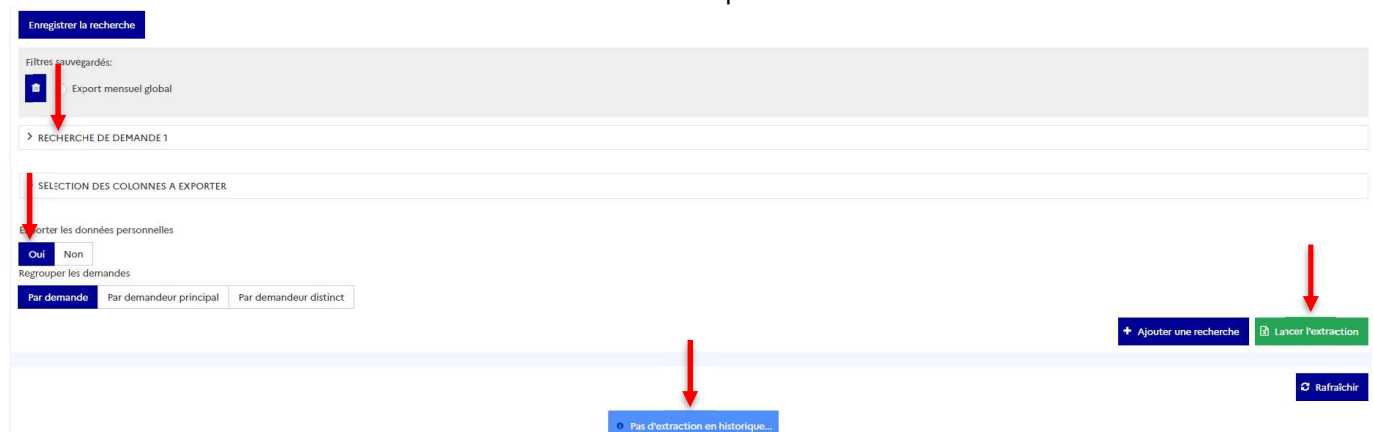 Enregistrer la recherche
Filtres sauvegardés:
Export mensuel global
> RECHERCHE DE DEMANDE 1
SELECTION DES COLONNES A EXPORTER
Exporter les données personnelles
Oui Non
Regrouper les demandes
Par demande Par demandeur principal Par demandeur distinct
+ Ajouter une recherche Lancer l'extraction
Rafraîchir
Pas d'extraction en historique...